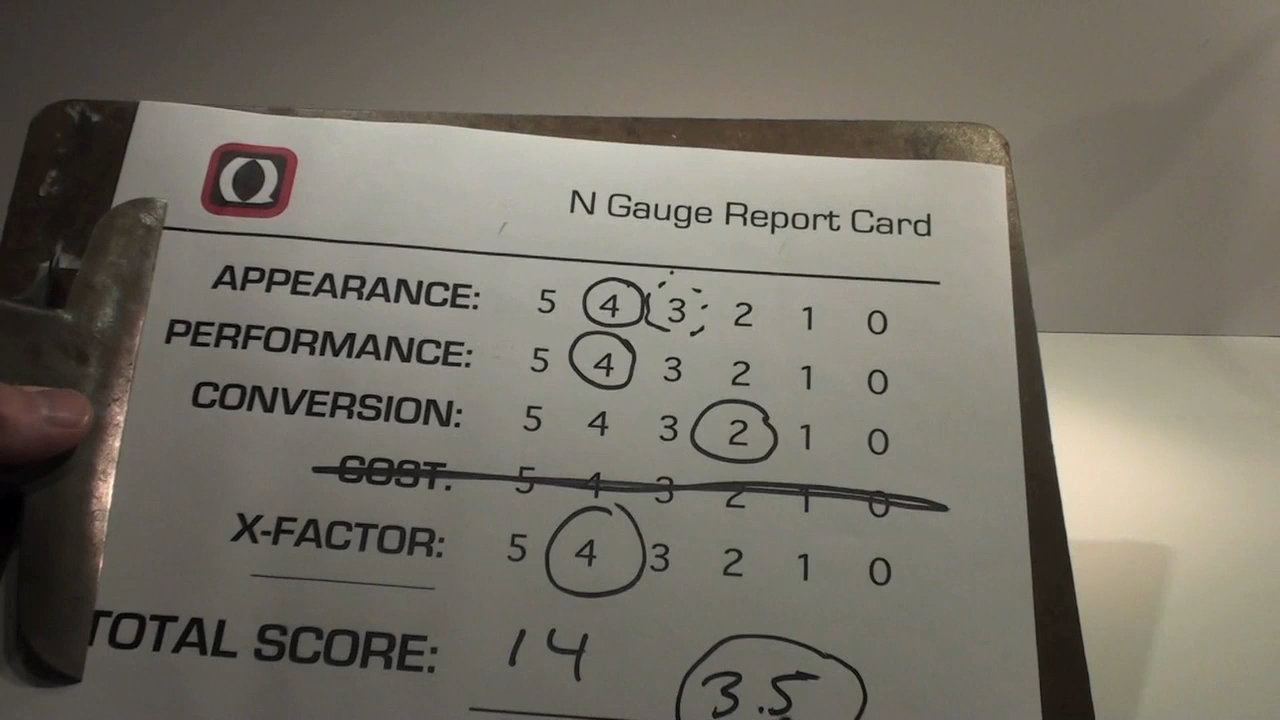 N Gauge Report Card
APPEARANCE: 5 4 3 2 1 0
PERFORMANCE: 5 4 3 2 1 0
CONVERSION: 5 4 3 2 1 0
COST: 5 4 3 2 1 0
X-FACTOR: 5 4 3 2 1 0
TOTAL SCORE: 14 3.5